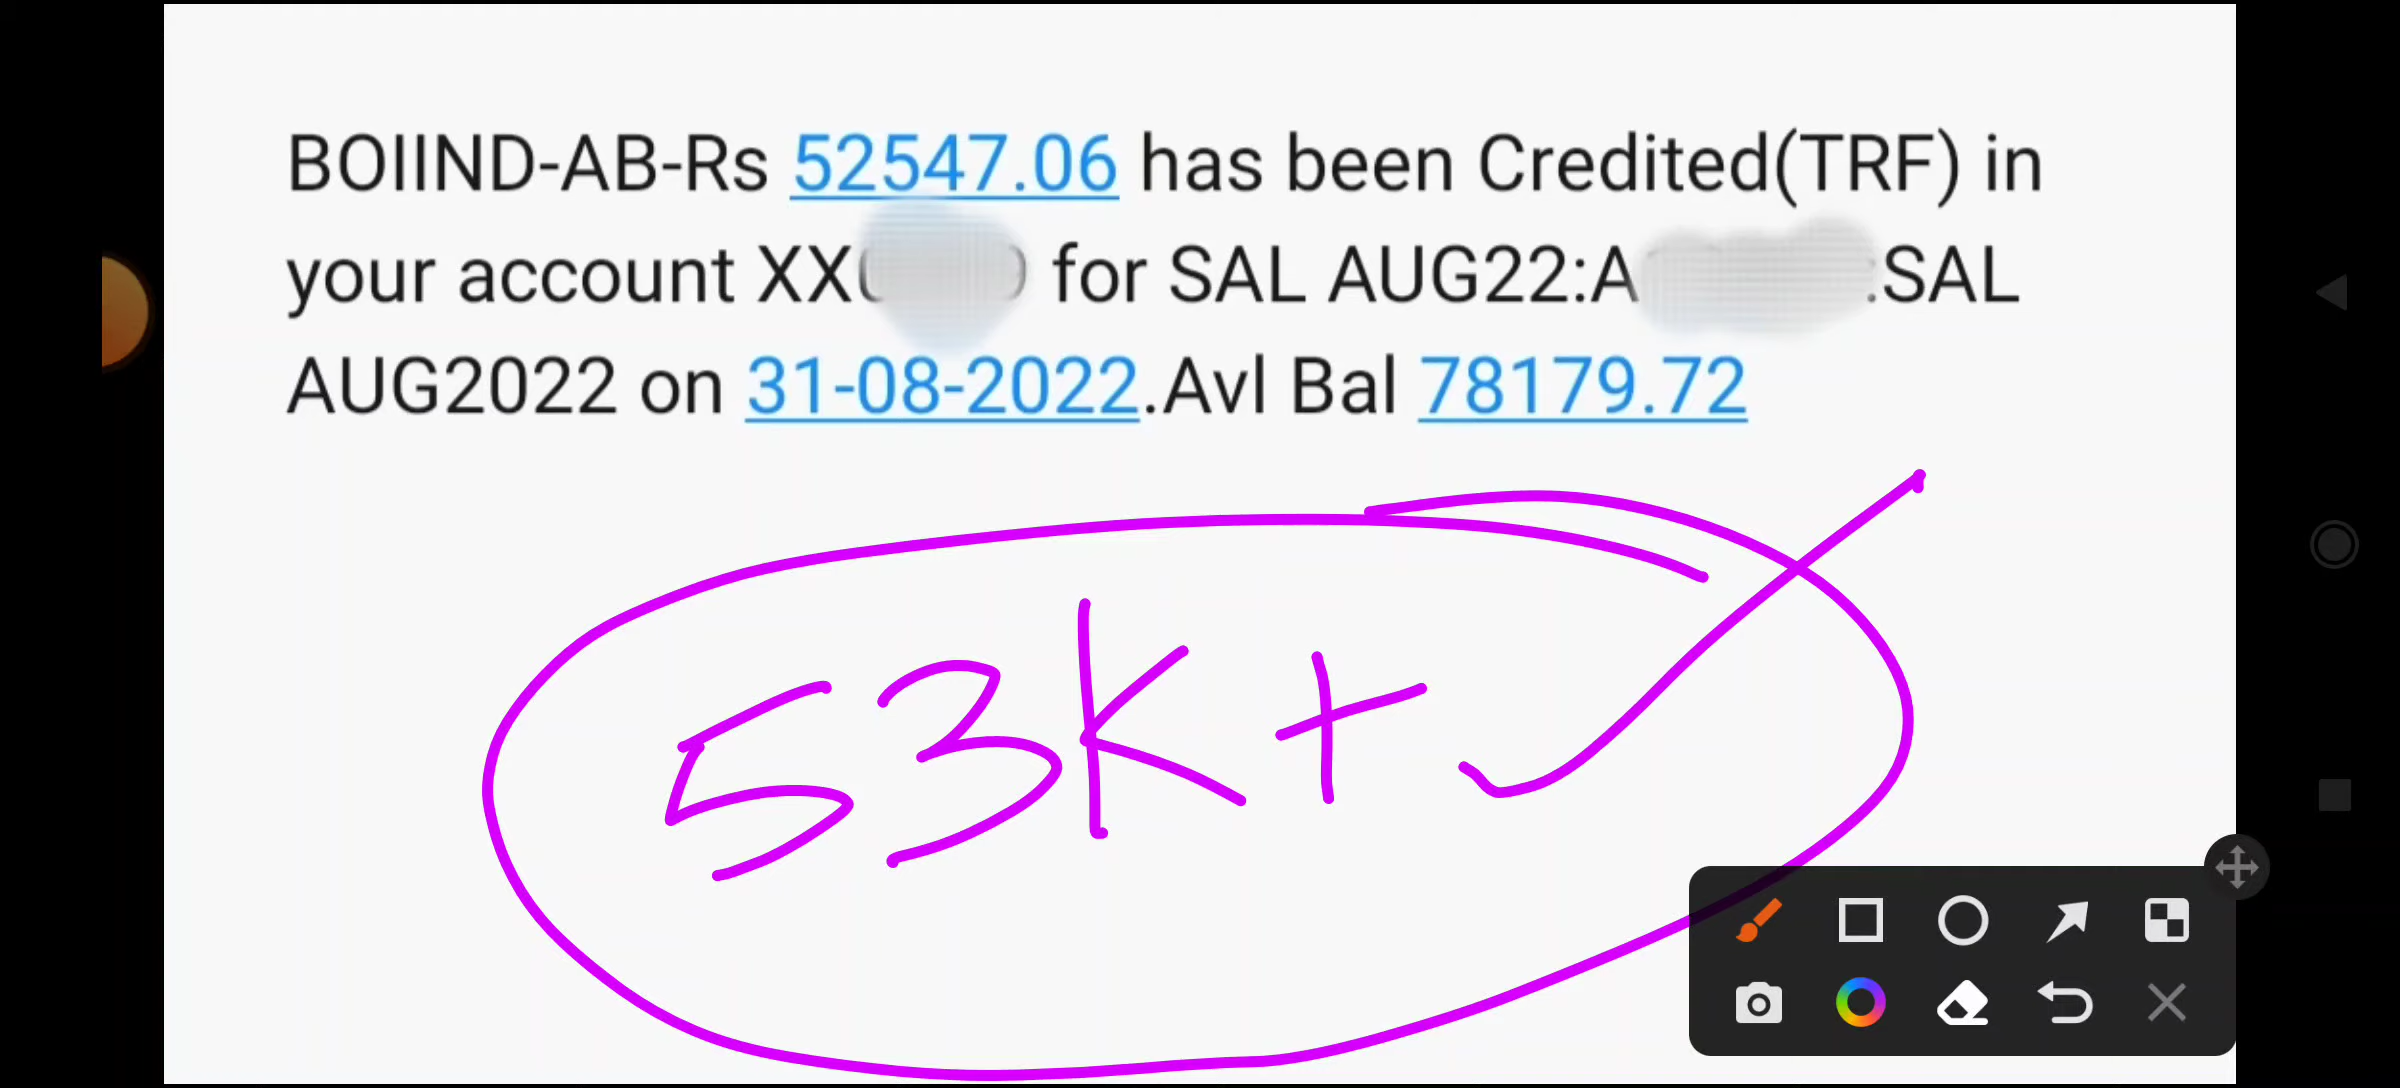 BOIIND-AB-Rs 52547.06 has been Credited(TRF) in
your account XX for SAL AUG22:A .SAL
AUG2022 on 31-08-2022.Avl Bal 78179.72
53K+